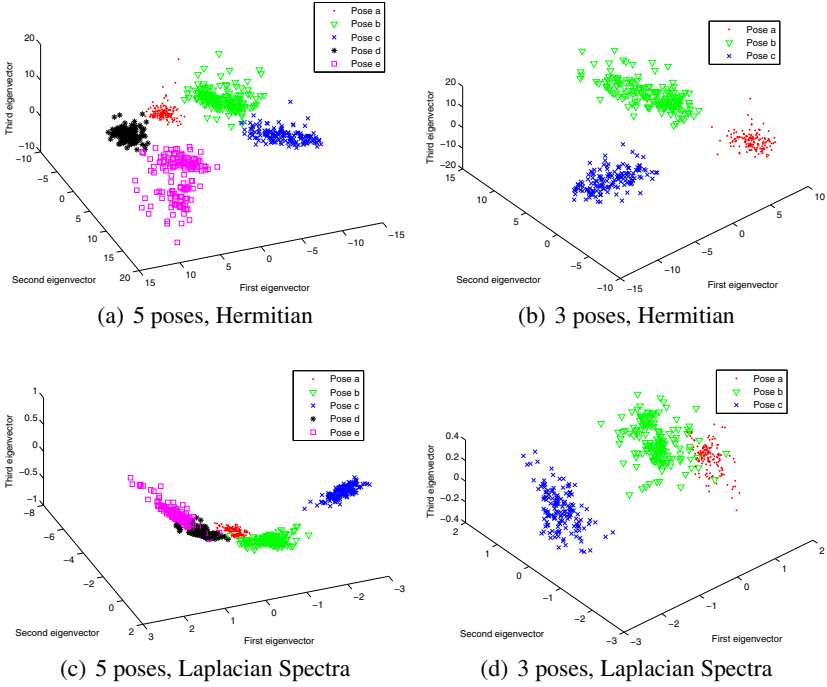 Pose a
Pose b
Pose c
Pose d
Pose e
20
10
0
−10
Third eigenvector
−10
−5
0
5
10
15
20
Second eigenvector
15
10
5
0
−5
−10
−15
First eigenvector
(a) 5 poses, Hermitian
Pose a
Pose b
Pose c
20
10
0
−10
−20
Third eigenvector
15
10
5
0
−5
−10
Second eigenvector
−15
−10
−5
0
5
10
First eigenvector
(b) 3 poses, Hermitian
Pose a
Pose b
Pose c
Pose d
Pose e
1
0.5
0
−0.5
−1
Third eigenvector
−8
−6
−4
−2
0
2
Second eigenvector
3
2
1
0
−1
−2
−3
First eigenvector
(c) 5 poses, Laplacian Spectra
Pose a
Pose b
Pose c
0.4
0.2
0
−0.2
−0.4
Third eigenvector
2
1
0
−1
−2
−3
Second eigenvector
−3
−2
−1
0
1
2
First eigenvector
(d) 3 poses, Laplacian Spectra